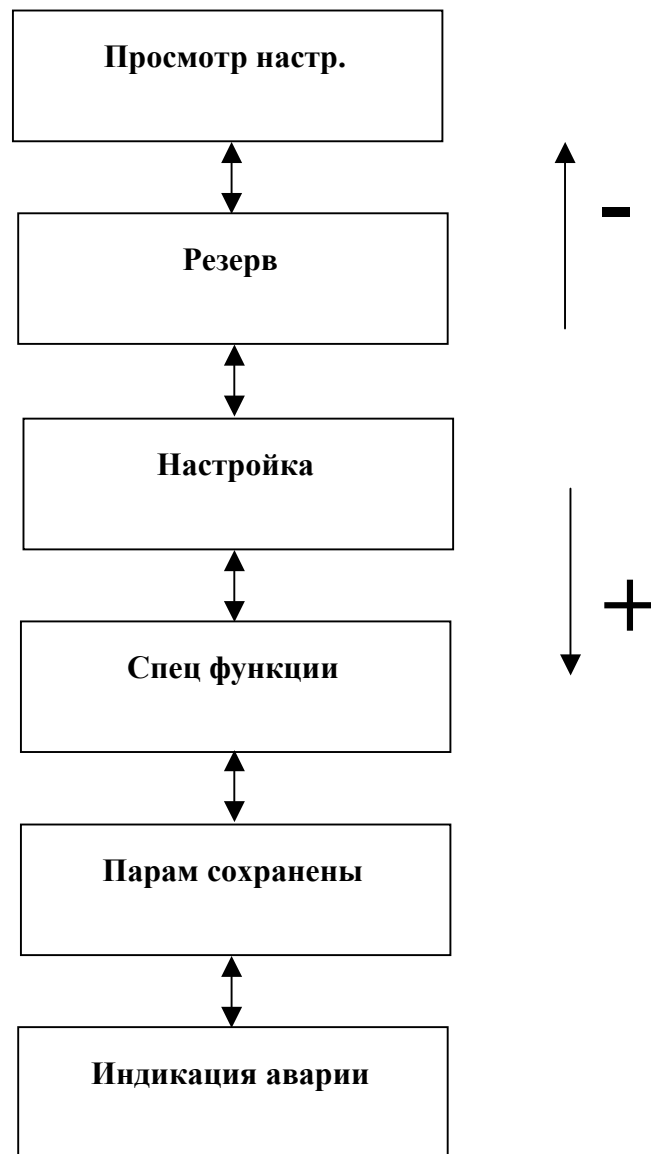 Просмотр настр.
-
Резерв
Настройка
+
Спец функции
Парам сохранены
Индикация аварии